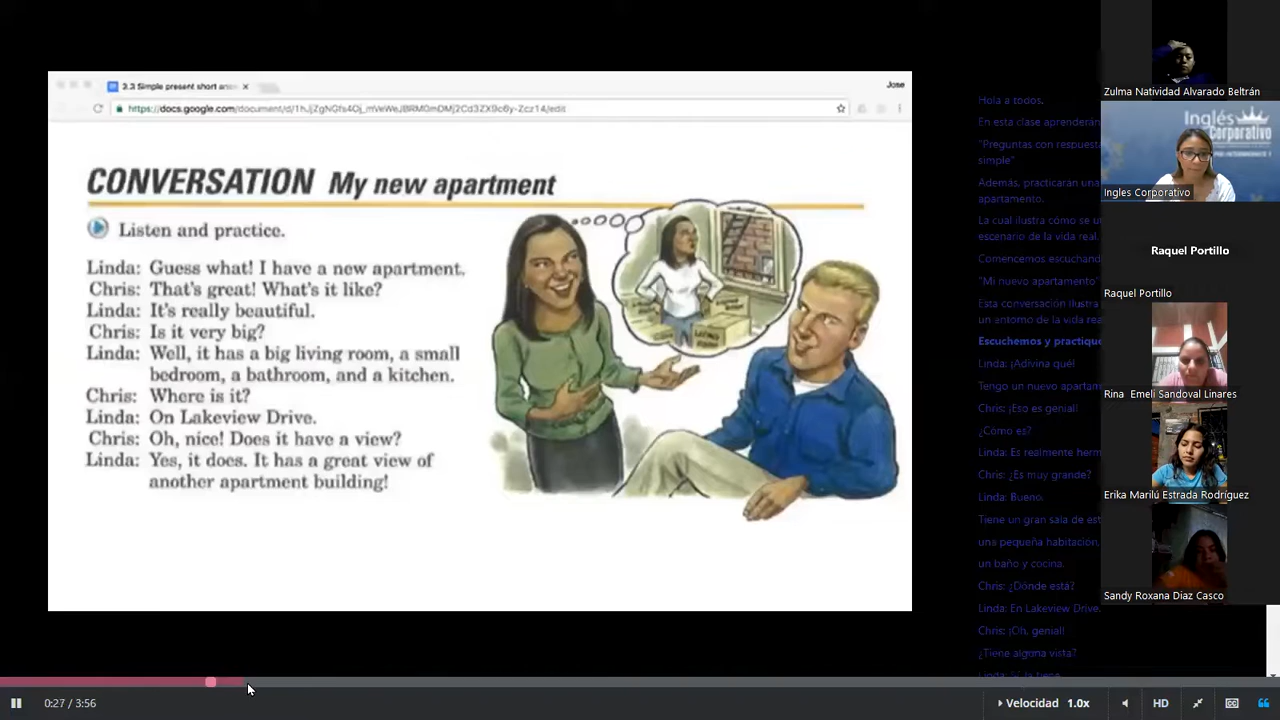 3.3 Simple present short
Jose
CONVERSATION My new apartment
Listen and practice.
Linda: Guess what! I have a new apartment.
Chris: That's great! What's it like?
Linda: It's really beautiful.
Chris: Is it very big?
Linda: Well, it has a big living room, a small
bedroom, a bathroom, and a kitchen.
Chris: Where is it?
Linda: On Lakeview Drive.
Chris: Oh, nice! Does it have a view?
Linda: Yes, it does. It has a great view of
another apartment building!
Hola a todos.
En esta clase aprenderán
"Preguntas con respuest
simple"
Además, practicaran una
apartamento.
La cual ilustra cómo se u
escenario de la vida real.
Comencemos escuchand
"Mi nuevo apartamento"
Esta conversación ilustra
un entorno de la vida rea
Escuchemos y practique
Linda: ¡Adivina qué!
Tengo un nuevo apartam
Chris: ¡Eso es genial!
¿Cómo es?
Linda: Es realmente herm
Chris: ¿Es muy grande?
Linda: Bueno.
Tiene un gran sala de est
una pequeña habitación,
un baño y cocina.
Chris: ¿Dónde está?
Linda: En Lakeview Drive.
Chris: ¡Oh, genial!
¿Tiene alguna vista?
Zulma Natividad Alvarado Beltrán
Inglés
Corporativo
Ingles Corporativo
Raquel Portillo
Raquel Portillo
Rina Emeli Sandoval Linares
Erika Marilú Estrada Rodríguez
Sandy Roxana Diaz Casco
0:27 / 3:56
Velocidad 1.0x
HD